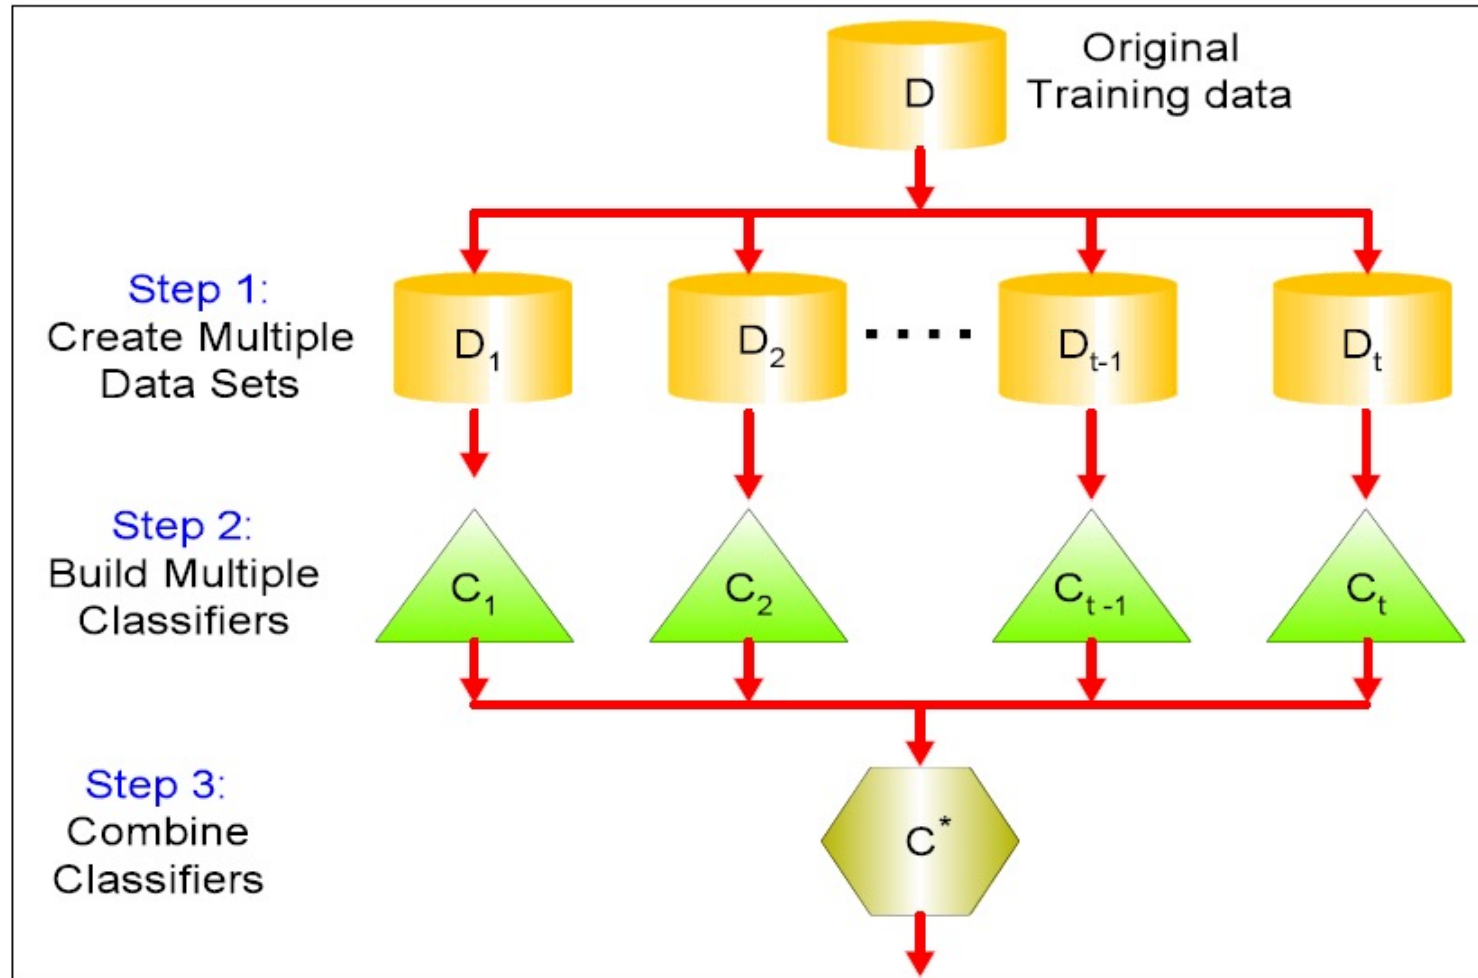 D
Original
Training data
Step 1:
Create Multiple
Data Sets
D1
D2
....
Dt-1
Dt
Step 2:
Build Multiple
Classifiers
C1
C2
Ct -1
Ct
Step 3:
Combine
Classifiers
C*